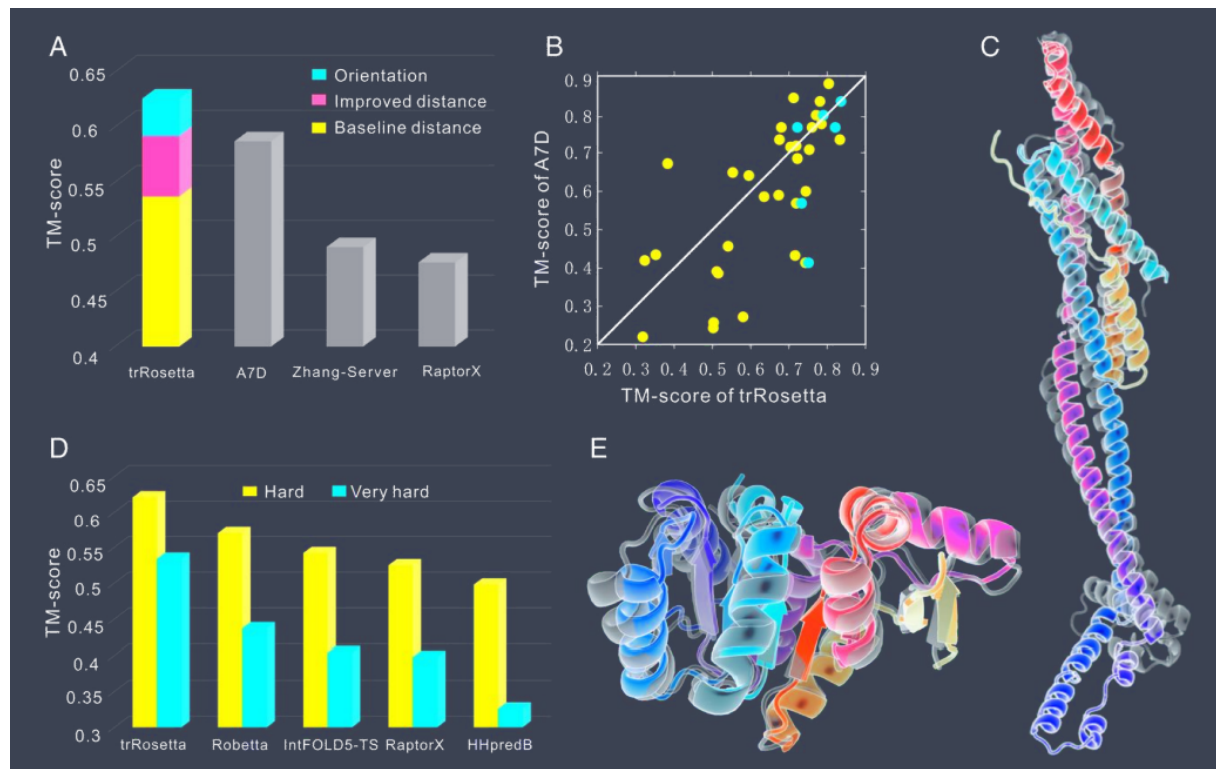 A
0.65
0.6
0.55
0.5
0.45
0.4
TM-score
Orientation
Improved distance
Baseline distance
trRosetta A7D Zhang-Server RaptorX
B
0.9
0.8
0.7
0.6
0.5
0.4
0.3
0.2
TM-score of A7D
0.2 0.3 0.4 0.5 0.6 0.7 0.8 0.9
TM-score of trRosetta
C
D
0.65
0.6
0.55
0.5
0.45
0.4
0.35
0.3
TM-score
Hard Very hard
trRosetta Robetta IntFOLD5-TS RaptorX HHpredB
E